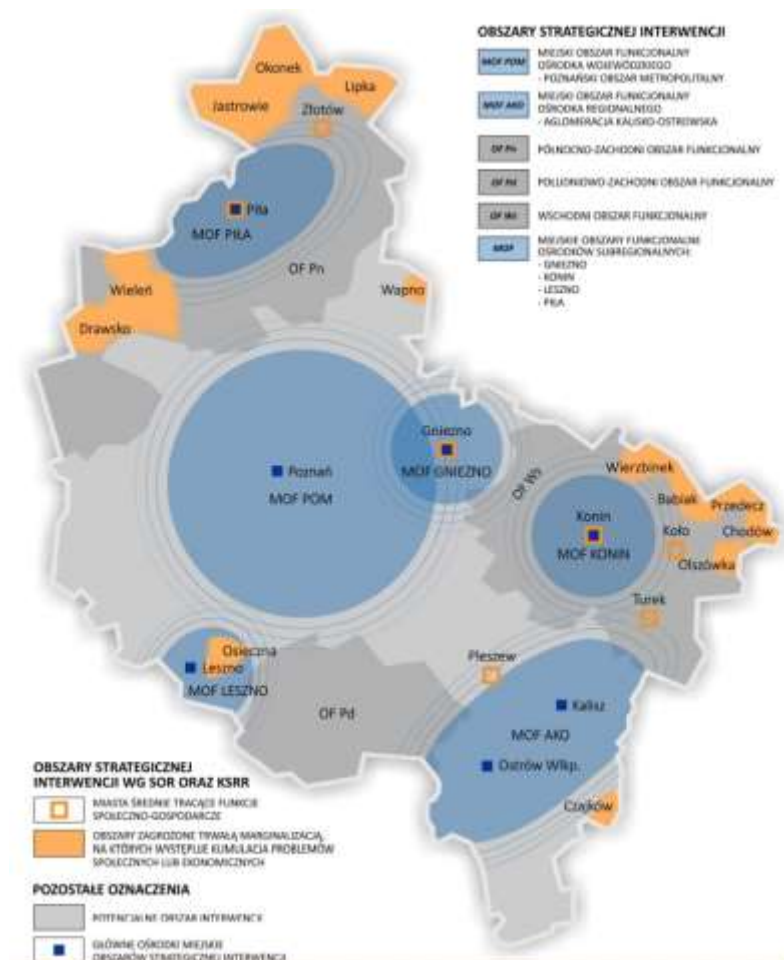 OBSZARY STRATEGICZNEJ INTERWENCJI
MOF POM
MIEJSKI OBSZAR FUNKCJONALNY
OŚRODKA WOJEWÓDZKIEGO
- POZNAŃSKI OBSZAR METROPOLITALNY
MOF AKO
MIEJSKI OBSZAR FUNKCJONALNY
OŚRODKA REGIONALNEGO
- AGLOMERACJA KALISKO-OSTROWSKA
OF Pn
PÓŁNOCNO-ZACHODNI OBSZAR FUNKCJONALNY
OF Pd
POŁUDNIOWO-ZACHODNI OBSZAR FUNKCJONALNY
OF Ws
WSCHODNI OBSZAR FUNKCJONALNY
MOF
MIEJSKIE OBSZARY FUNKCJONALNE
OŚRODKÓW SUBREGIONALNYCH:
- GNIEZNO
- KONIN
- LESZNO
- PIŁA
Okonek
Lipka
Jastrowie
Złotów
Piła
MOF PIŁA
OF Pn
Wieleń
Wapno
Drawsko
Gniezno
Poznań
MOF GNIEZNO
MOF POM
OF Ws
Wierzbinek
Babiak
Przedecz
Konin
Koło
Chodów
MOF KONIN
Olszówka
Turek
Osieczna
Leszno
MOF LESZNO
Pleszew
OF Pd
Kalisz
MOF AKO
Ostrów Wlkp.
Czajków
OBSZARY STRATEGICZNEJ
INTERWENCJI WG SOR ORAZ KSRR
MIASTA ŚREDNIE TRACĄCE FUNKCJE
SPOŁECZNO-GOSPODARCZE
OBSZARY ZAGROŻONE TRWAŁĄ MARGINALIZACJĄ,
NA KTÓRYCH WYSTĘPUJE KUMULACJA PROBLEMÓW
SPOŁECZNYCH LUB EKONOMICZNYCH
POZOSTAŁE OZNACZENIA
POTENCJALNE OBSZARY INTERWENCJI
GŁÓWNE OŚRODKI MIEJSKIE
OBSZARÓW STRATEGICZNEJ INTERWENCJI